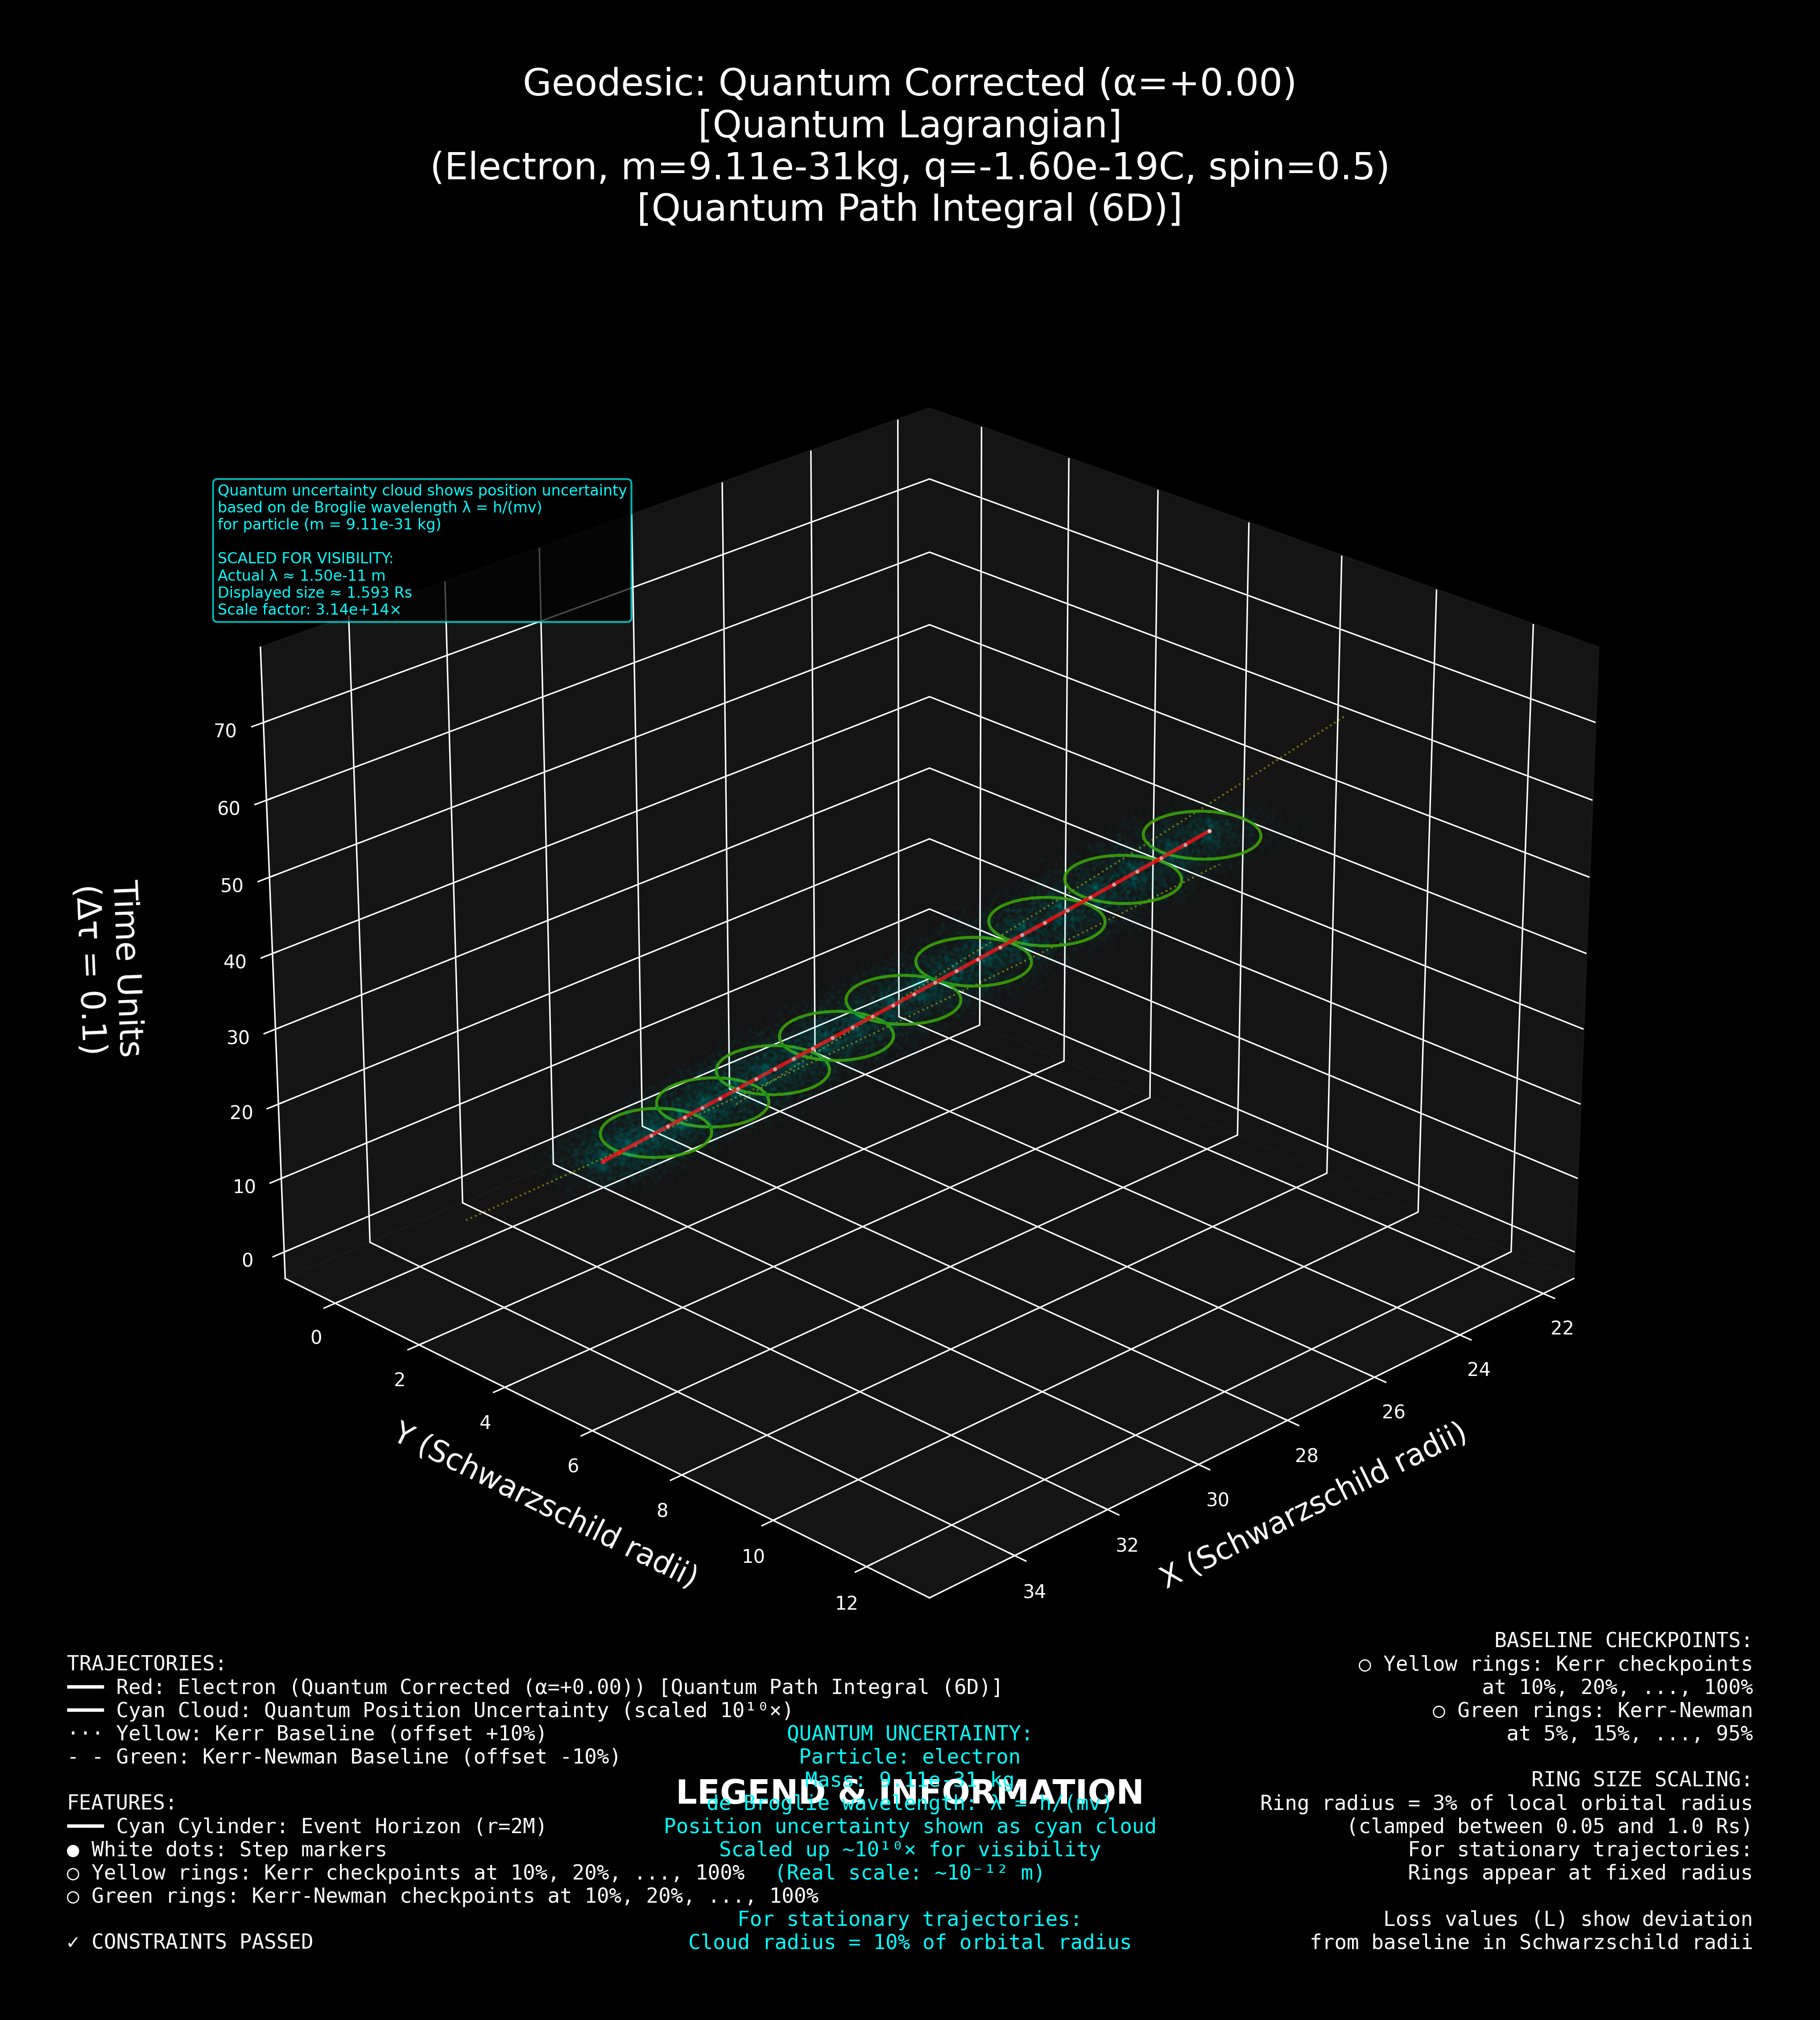 Geodesic: Quantum Corrected (α=+0.00)
[Quantum Lagrangian]
(Electron, m=9.11e-31kg, q=-1.60e-19C, spin=0.5)
[Quantum Path Integral (6D)]
Quantum uncertainty cloud shows position uncertainty
based on de Broglie wavelength λ = h/(mv)
for particle (m = 9.11e-31 kg)
SCALED FOR VISIBILITY:
Actual λ ≈ 1.50e-11 m
Displayed size ≈ 1.593 Rs
Scale factor: 3.14e+14×
70
60
50
40
30
20
10
0
Time Units
(Δτ = 0.1)
0
2
4
6
8
10
12
Y (Schwarzschild radii)
34
32
30
28
26
24
22
X (Schwarzschild radii)
TRAJECTORIES:
Red: Electron (Quantum Corrected (α=+0.00)) [Quantum Path Integral (6D)]
Cyan Cloud: Quantum Position Uncertainty (scaled 10¹⁰×)
··· Yellow: Kerr Baseline (offset +10%)
- - Green: Kerr-Newman Baseline (offset -10%)
FEATURES:
Cyan Cylinder: Event Horizon (r=2M)
● White dots: Step markers
○ Yellow rings: Kerr checkpoints at 10%, 20%, ..., 100%
○ Green rings: Kerr-Newman checkpoints at 10%, 20%, ..., 100%
✓ CONSTRAINTS PASSED
LEGEND & INFORMATION
QUANTUM UNCERTAINTY:
Particle: electron
Mass: 9.11e-31 kg
de Broglie wavelength: λ = h/(mv)
Position uncertainty shown as cyan cloud
Scaled up ~10¹⁰× for visibility
(Real scale: ~10⁻¹² m)
For stationary trajectories:
Cloud radius = 10% of orbital radius
BASELINE CHECKPOINTS:
○ Yellow rings: Kerr checkpoints
at 10%, 20%, ..., 100%
○ Green rings: Kerr-Newman
at 5%, 15%, ..., 95%
RING SIZE SCALING:
Ring radius = 3% of local orbital radius
(clamped between 0.05 and 1.0 Rs)
For stationary trajectories:
Rings appear at fixed radius
Loss values (L) show deviation
from baseline in Schwarzschild radii